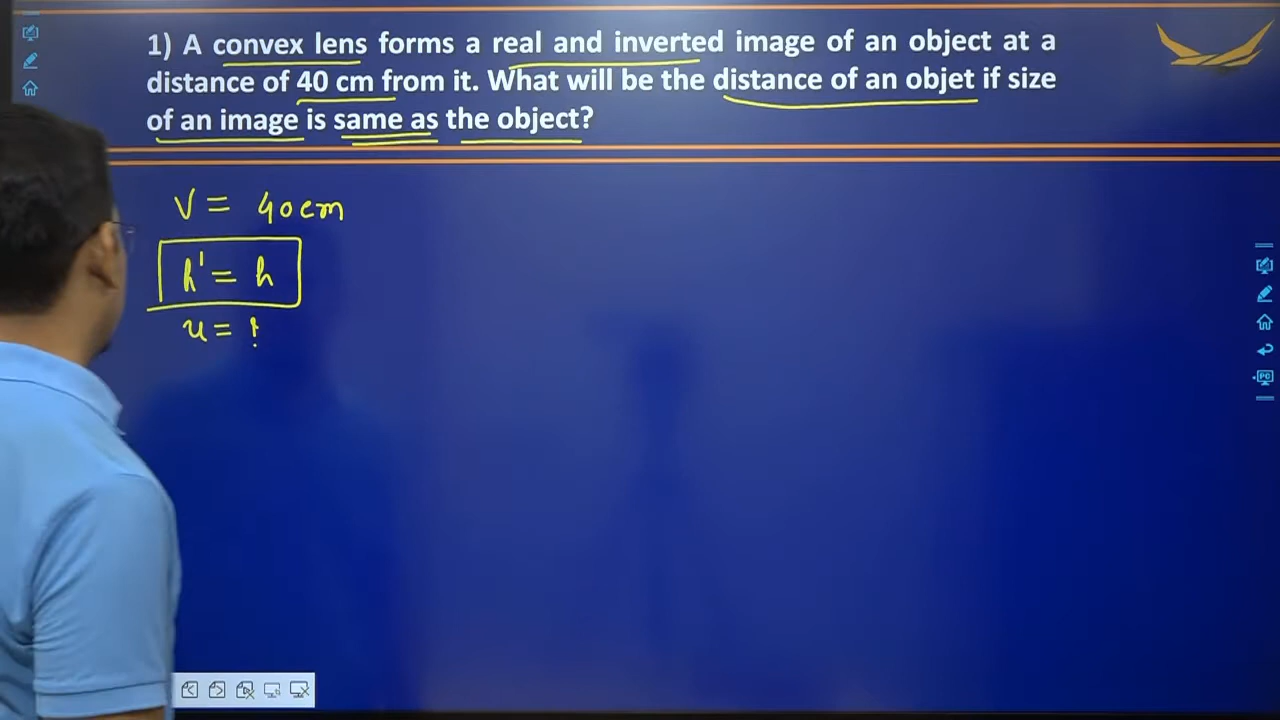 1) A convex lens forms a real and inverted image of an object at a
distance of 40 cm from it. What will be the distance of an objet if size
of an image is same as the object?
v = 40cm
h' = h
u = ?
PC